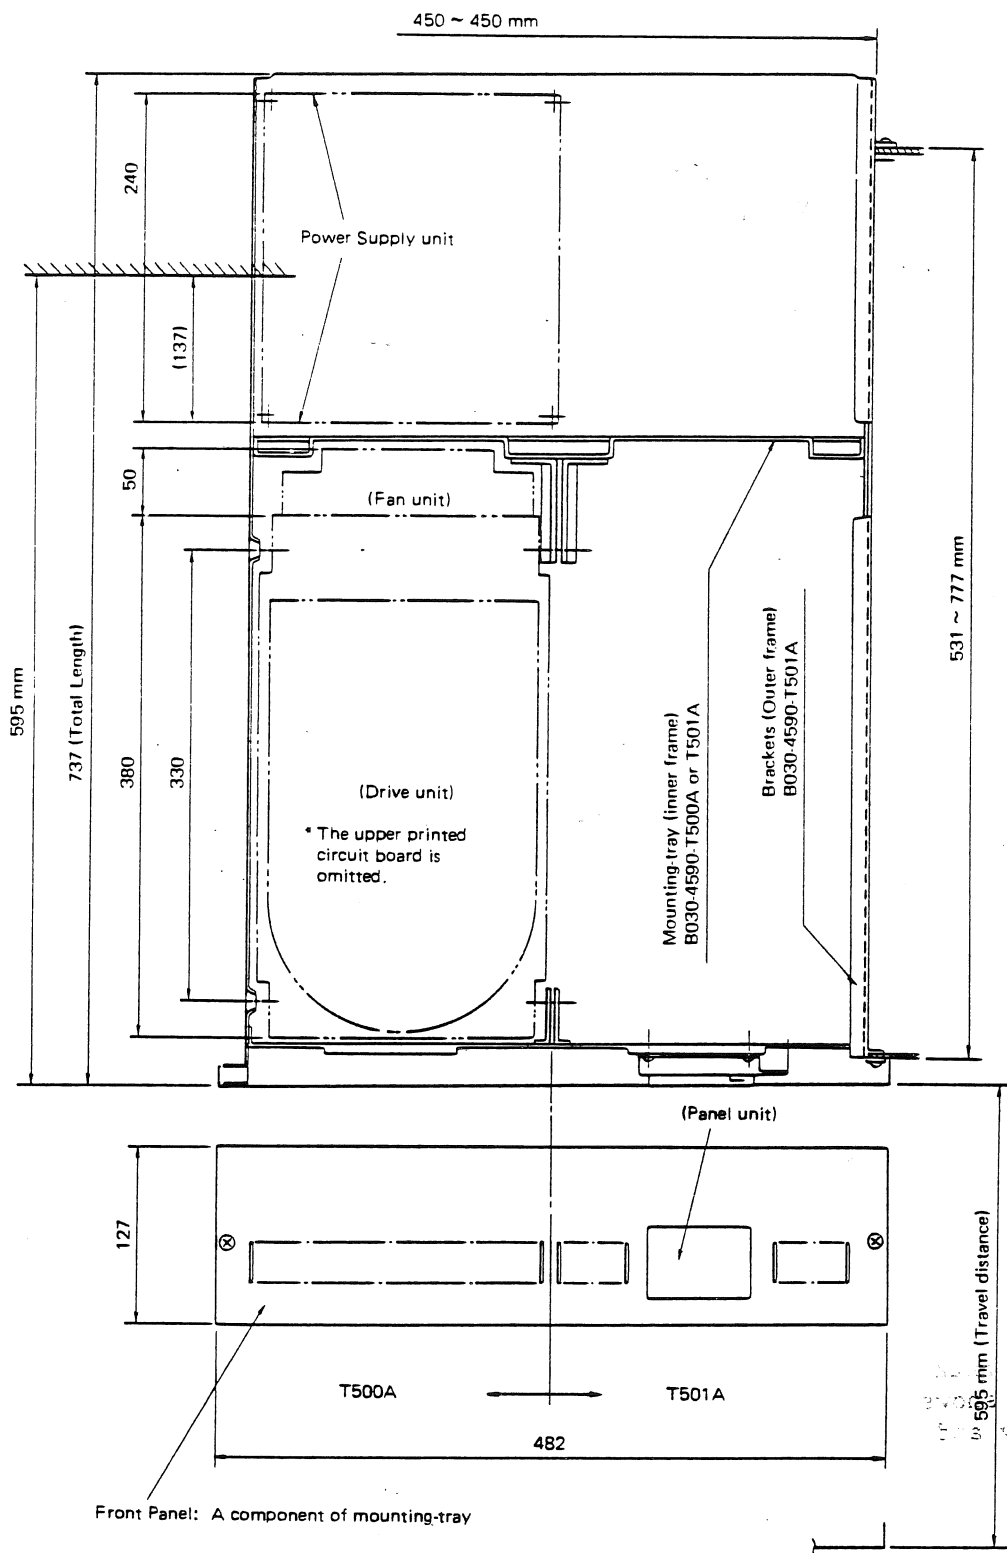 450 ~ 450 mm
240
Power Supply unit
(137)
50
(Fan unit)
531 ~ 777 mm
595 mm
737 (Total Length)
380
330
(Drive unit)
* The upper printed
circuit board is
omitted.
Mounting-tray (inner frame)
B030-4590-T500A or T501A
Brackets (Outer frame)
B030-4590-T501A
(Panel unit)
127
595 mm (Travel distance)
T500A
T501A
482
Front Panel: A component of mounting-tray